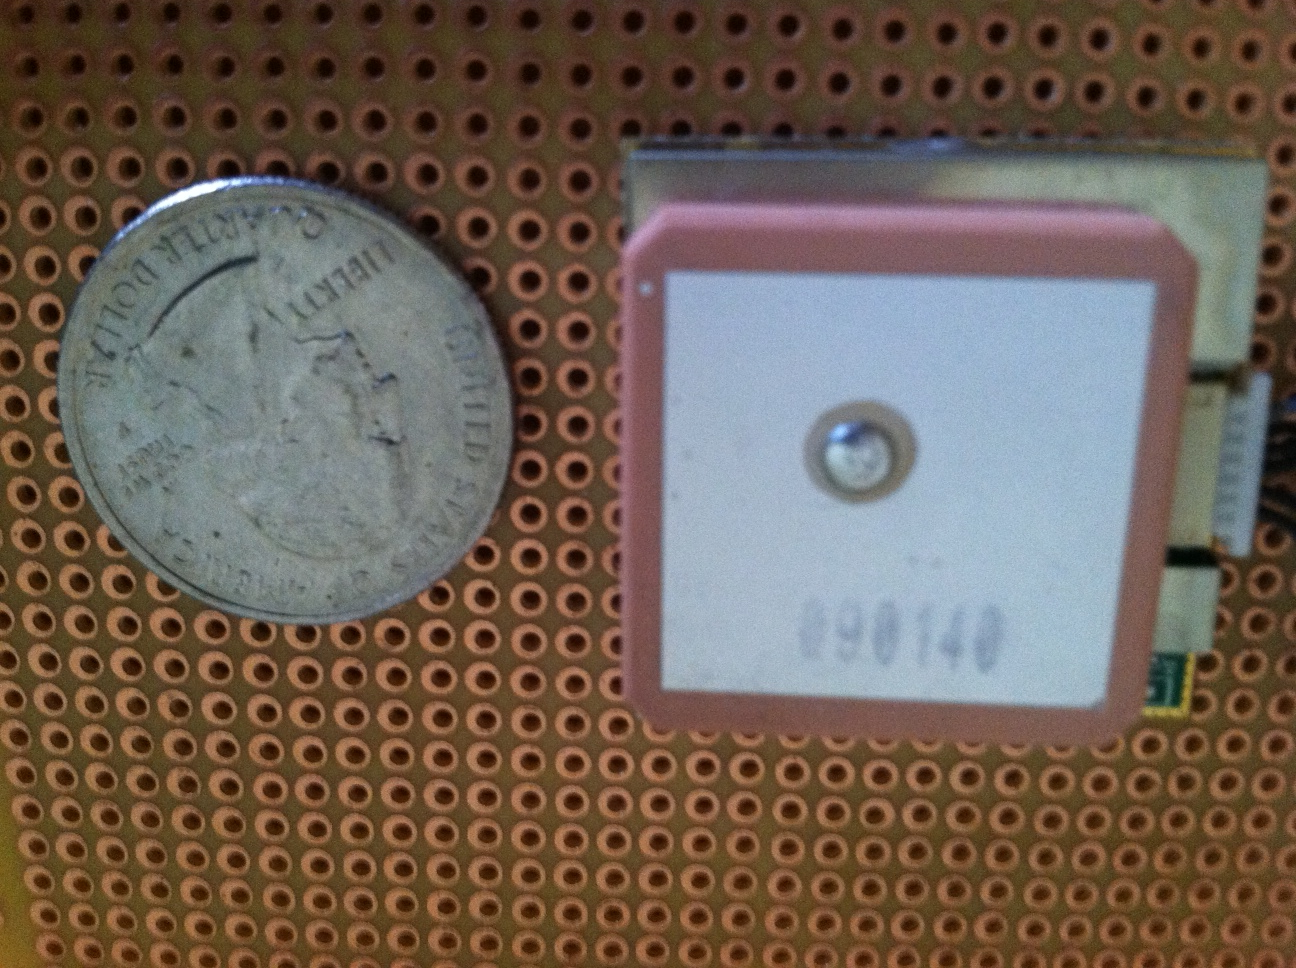 QUARTER DOLLAR
LIBERTY
UNITED STATES
OF AMERICA
P
090140